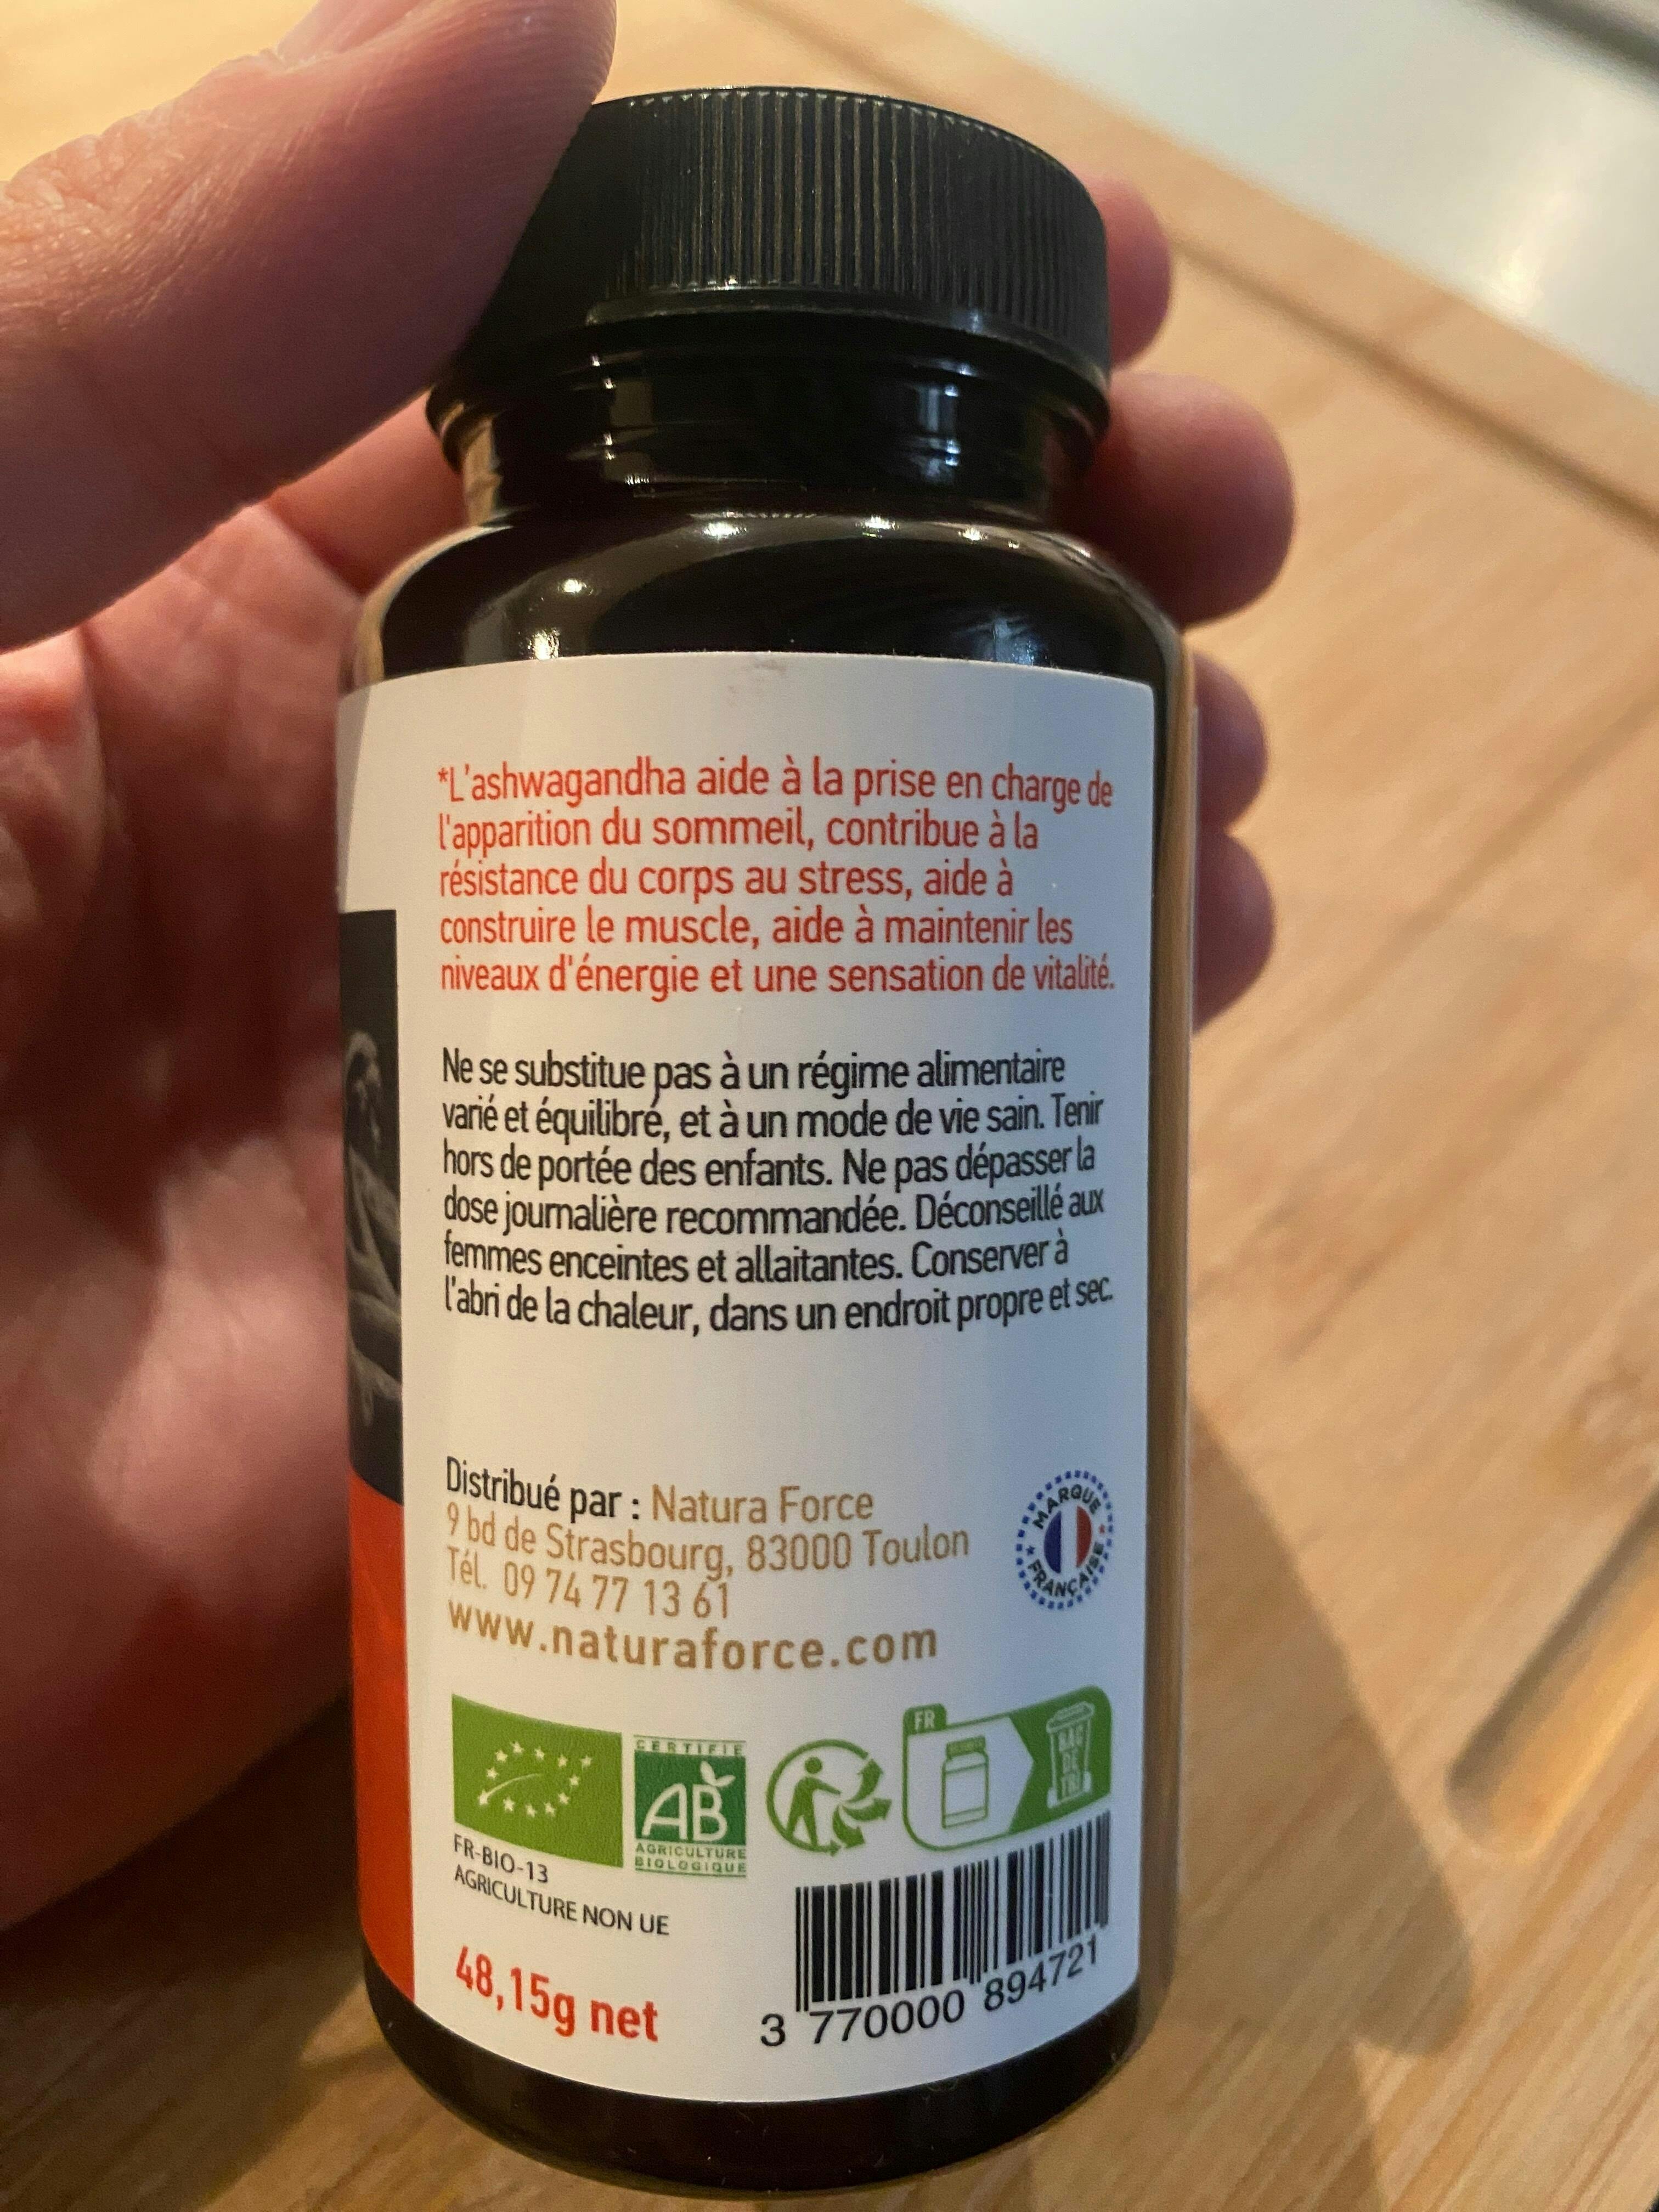 *L'ashwagandha aide à la prise en charge de
l'apparition du sommeil, contribue à la
résistance du corps au stress, aide à
construire le muscle, aide à maintenir les
niveaux d'énergie et une sensation de vitalité.
Ne se substitue pas à un régime alimentaire
varié et équilibré, et à un mode de vie sain. Tenir
hors de portée des enfants. Ne pas dépasser la
dose journalière recommandée. Déconseillé aux
femmes enceintes et allaitantes. Conserver à
l'abri de la chaleur, dans un endroit propre et sec.
Distribué par : Natura Force
9 bd de Strasbourg, 83000 Toulon
Tél. 09 74 77 13 61
www.naturaforce.com
MARQUE
FRANÇAISE
CERTIFIÉ
AB
AGRICULTURE
BIOLOGIQUE
FR
BAC
DE
TRI
FR-BIO-13
AGRICULTURE NON UE
48,15g net
3 770000 894721